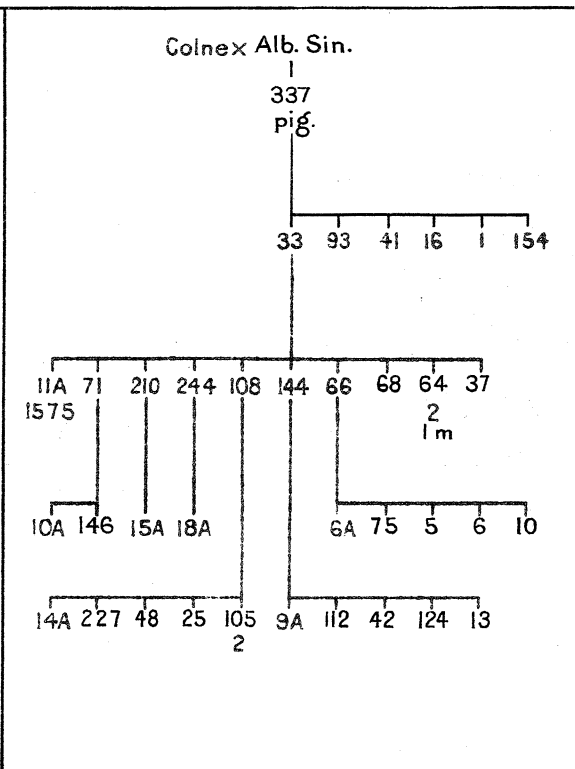 Colnex Alb. Sin.
1
337
pig.
33 93 41 16 1 154
11A 71 210 244 108 144 66 68 64 37
1575 2
1 m
10A 146 15A 18A 6A 75 5 6 10
14A 227 48 25 105 9A 112 42 124 13
2